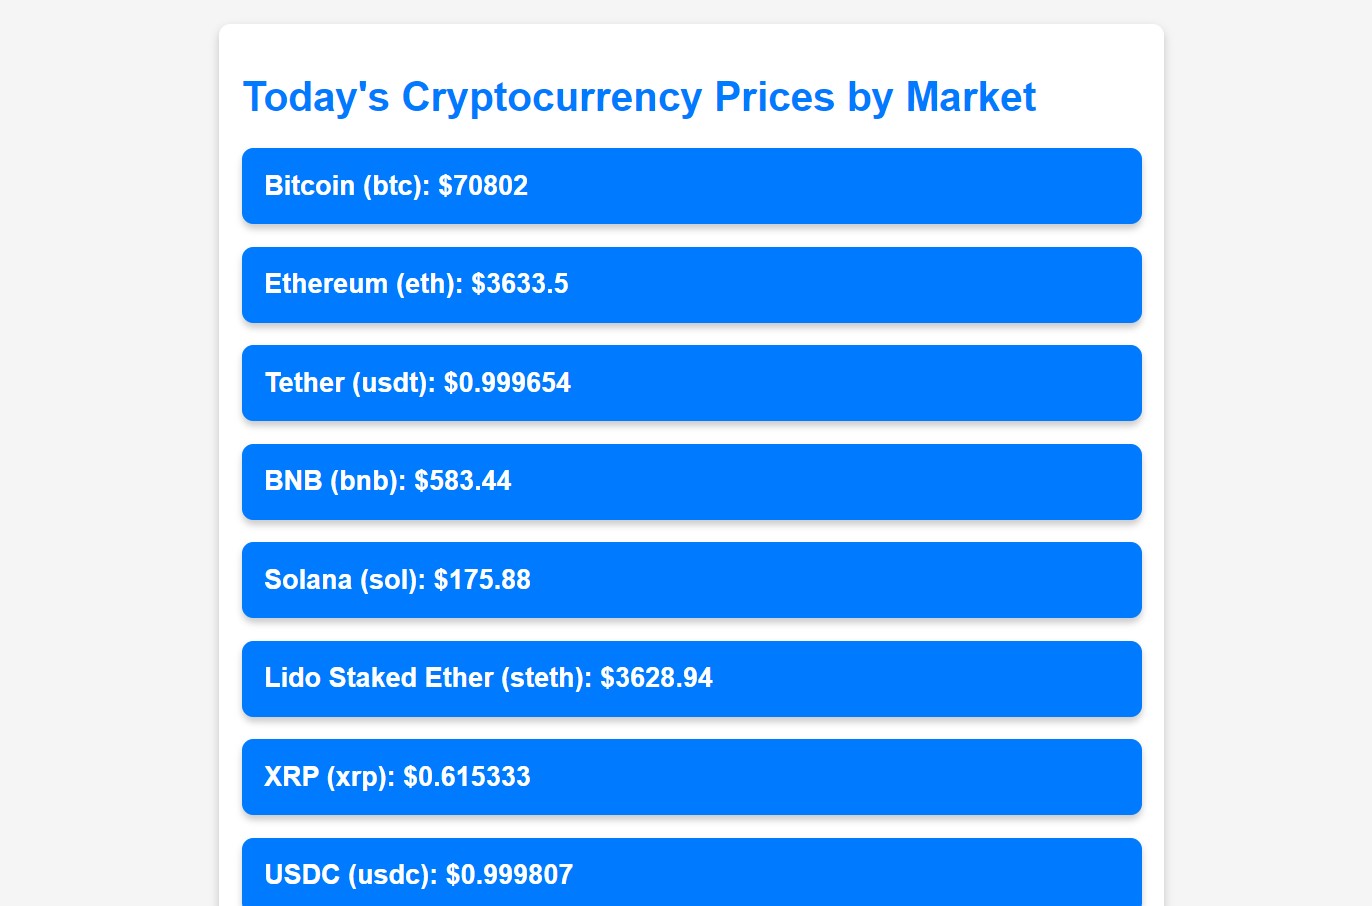 Today's Cryptocurrency Prices by Market
Bitcoin (btc): $70802
Ethereum (eth): $3633.5
Tether (usdt): $0.999654
BNB (bnb): $583.44
Solana (sol): $175.88
Lido Staked Ether (steth): $3628.94
XRP (xrp): $0.615333
USDC (usdc): $0.999807